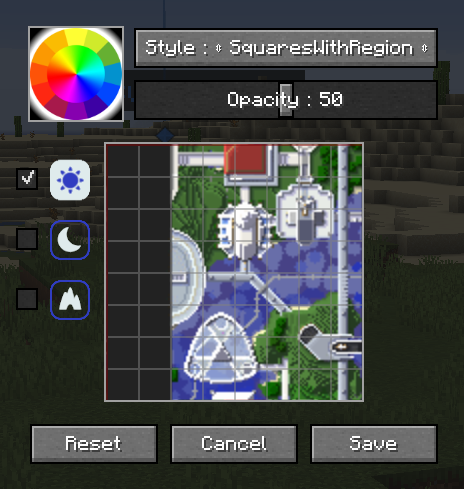 Style : ⇕ SquaresWithRegion ⇕
Opacity : 50
Reset
Cancel
Save